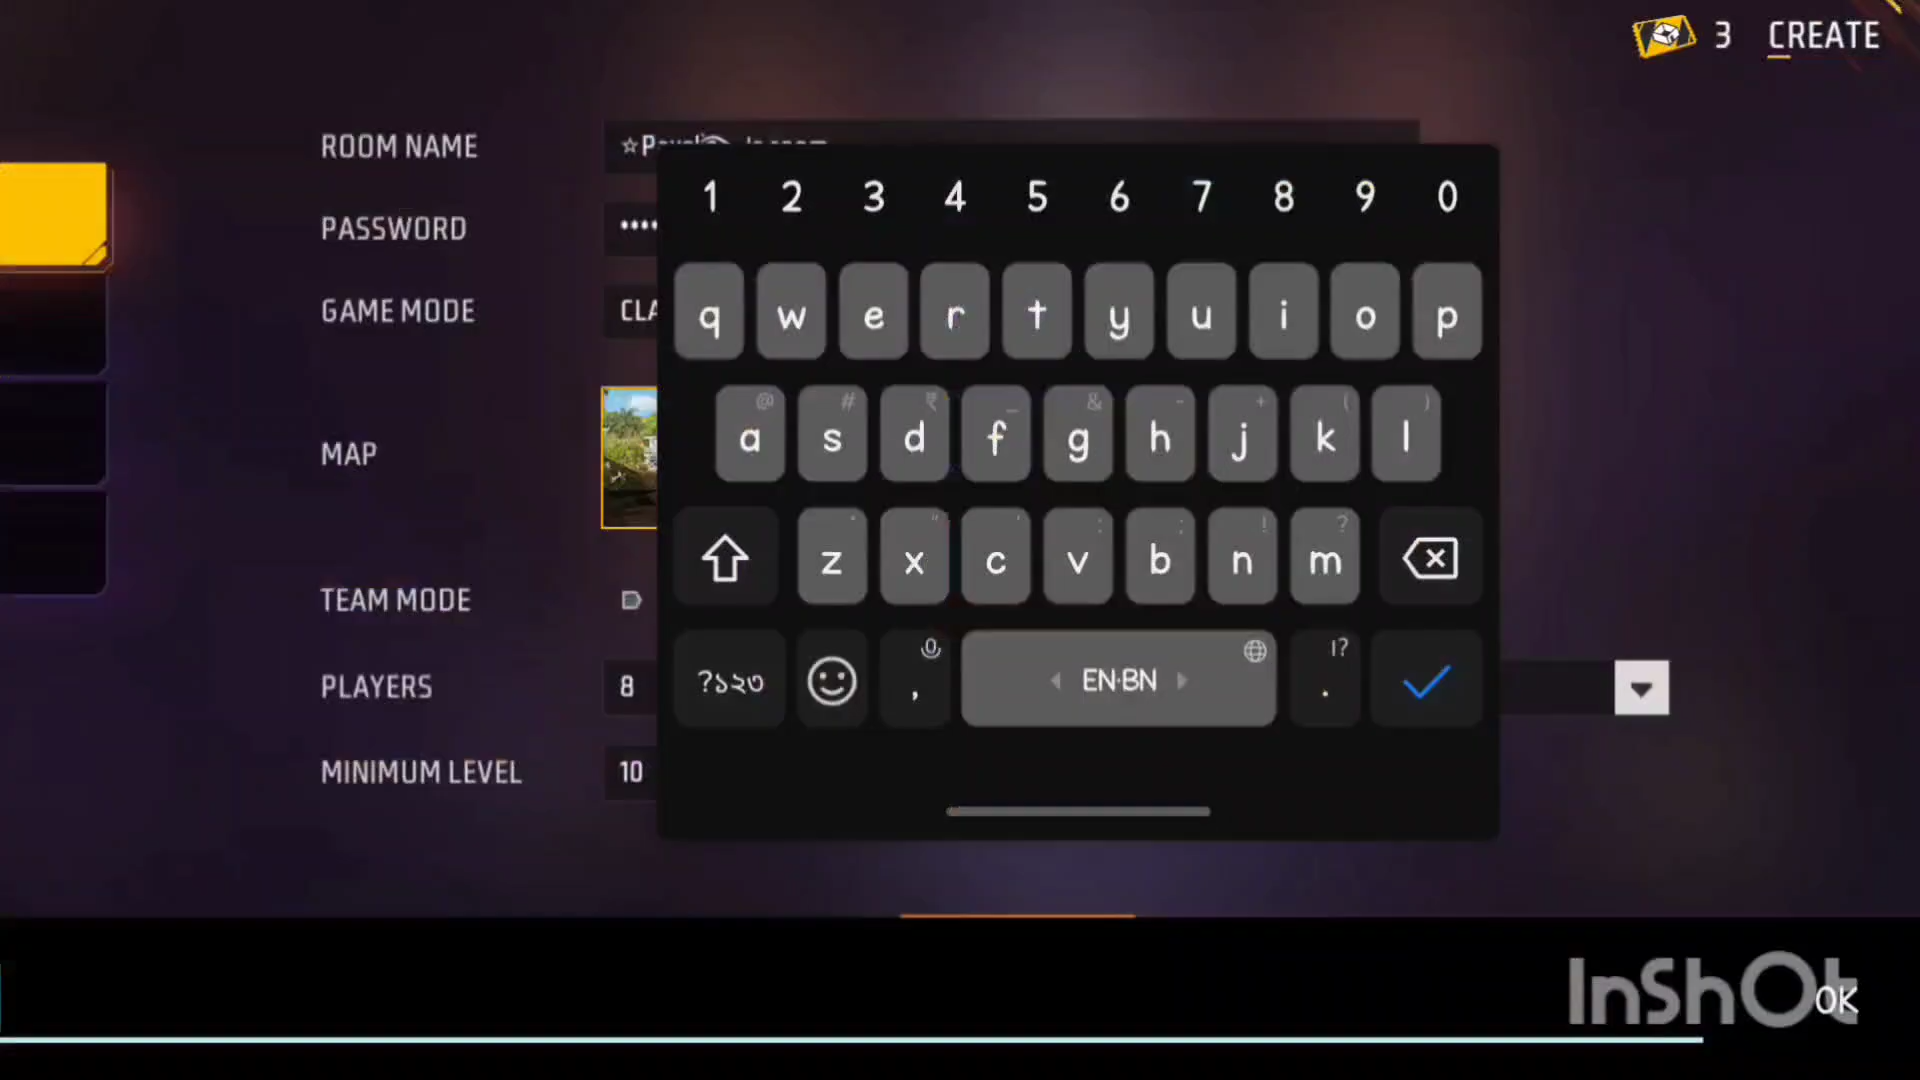 3 CREATE
ROOM NAME
PASSWORD ••••
GAME MODE CLA
MAP
TEAM MODE
PLAYERS 8
MINIMUM LEVEL 10
1 2 3 4 5 6 7 8 9 0
q w e r t y u i o p
@ # ₹ _ & - + ( )
a s d f g h j k l
* " ' : ; ! ?
z x c v b n m
?১২৩ , EN·BN . !?
InShOt
OK